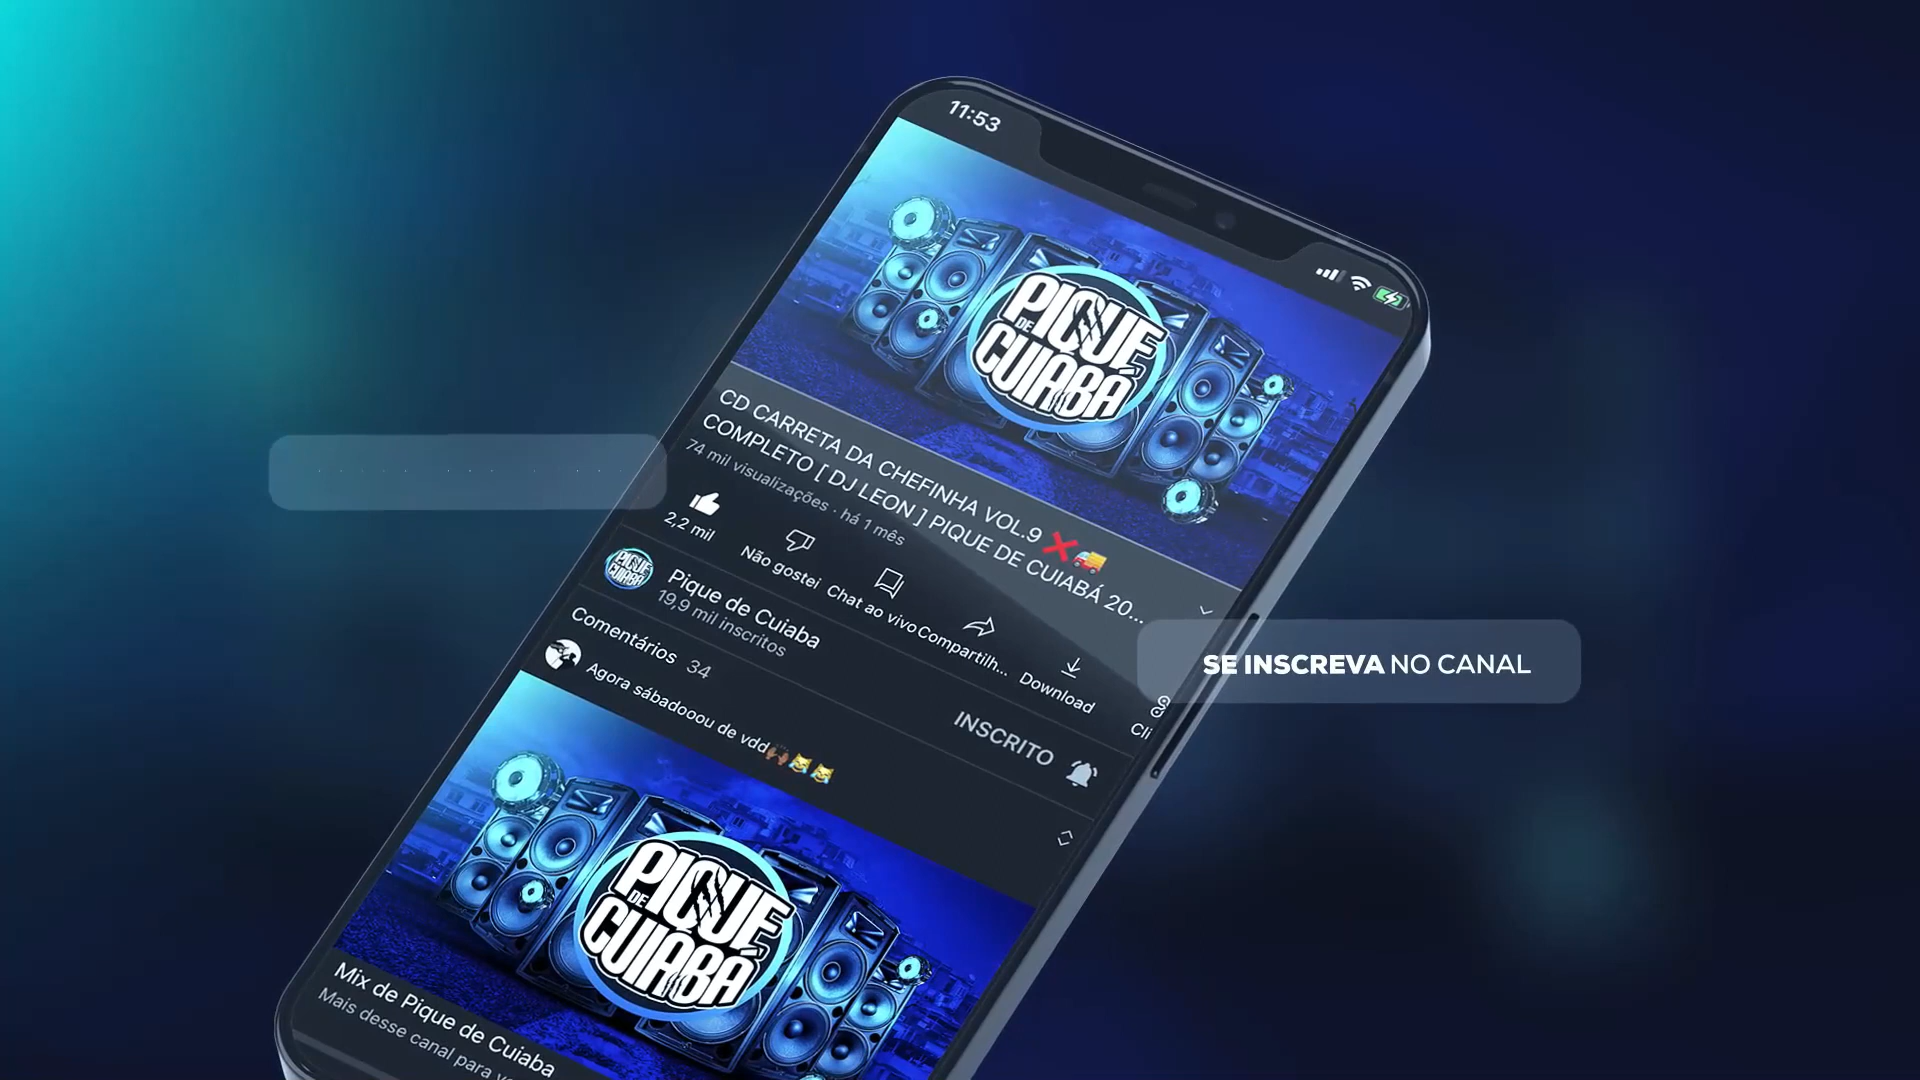 11:53
PIQUE
DE
CUIABÁ
CD CARRETA DA CHEFINHA VOL.9 ❌🚚
COMPLETO [ DJ LEON ] PIQUE DE CUIABÁ 20...
74 mil visualizações · há 1 mês
2,2 mil
Não gostei
Chat ao vivo
Compartilh...
Download
Cli
PIQUE
DE
CUIABÁ
Pique de Cuiaba
19,9 mil inscritos
INSCRITO
Comentários 34
Agora sábadooou de vdd🙌🏾😹😹
SE INSCREVA NO CANAL
PIQUE
DE
CUIABÁ
Mix de Pique de Cuiaba
Mais desse canal para